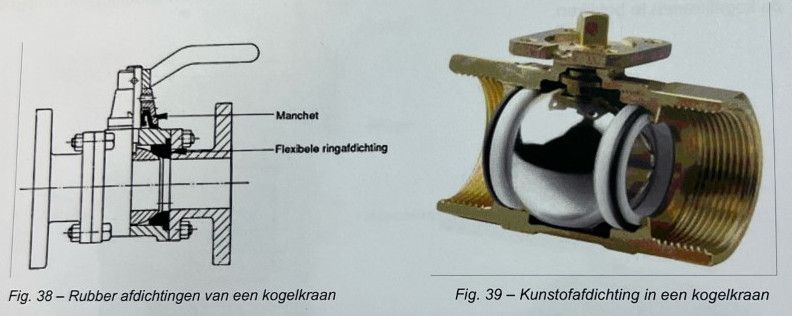 Manchet
Flexibele ringafdichting
Fig. 38 – Rubber afdichtingen van een kogelkraan
Fig. 39 – Kunstofafdichting in een kogelkraan